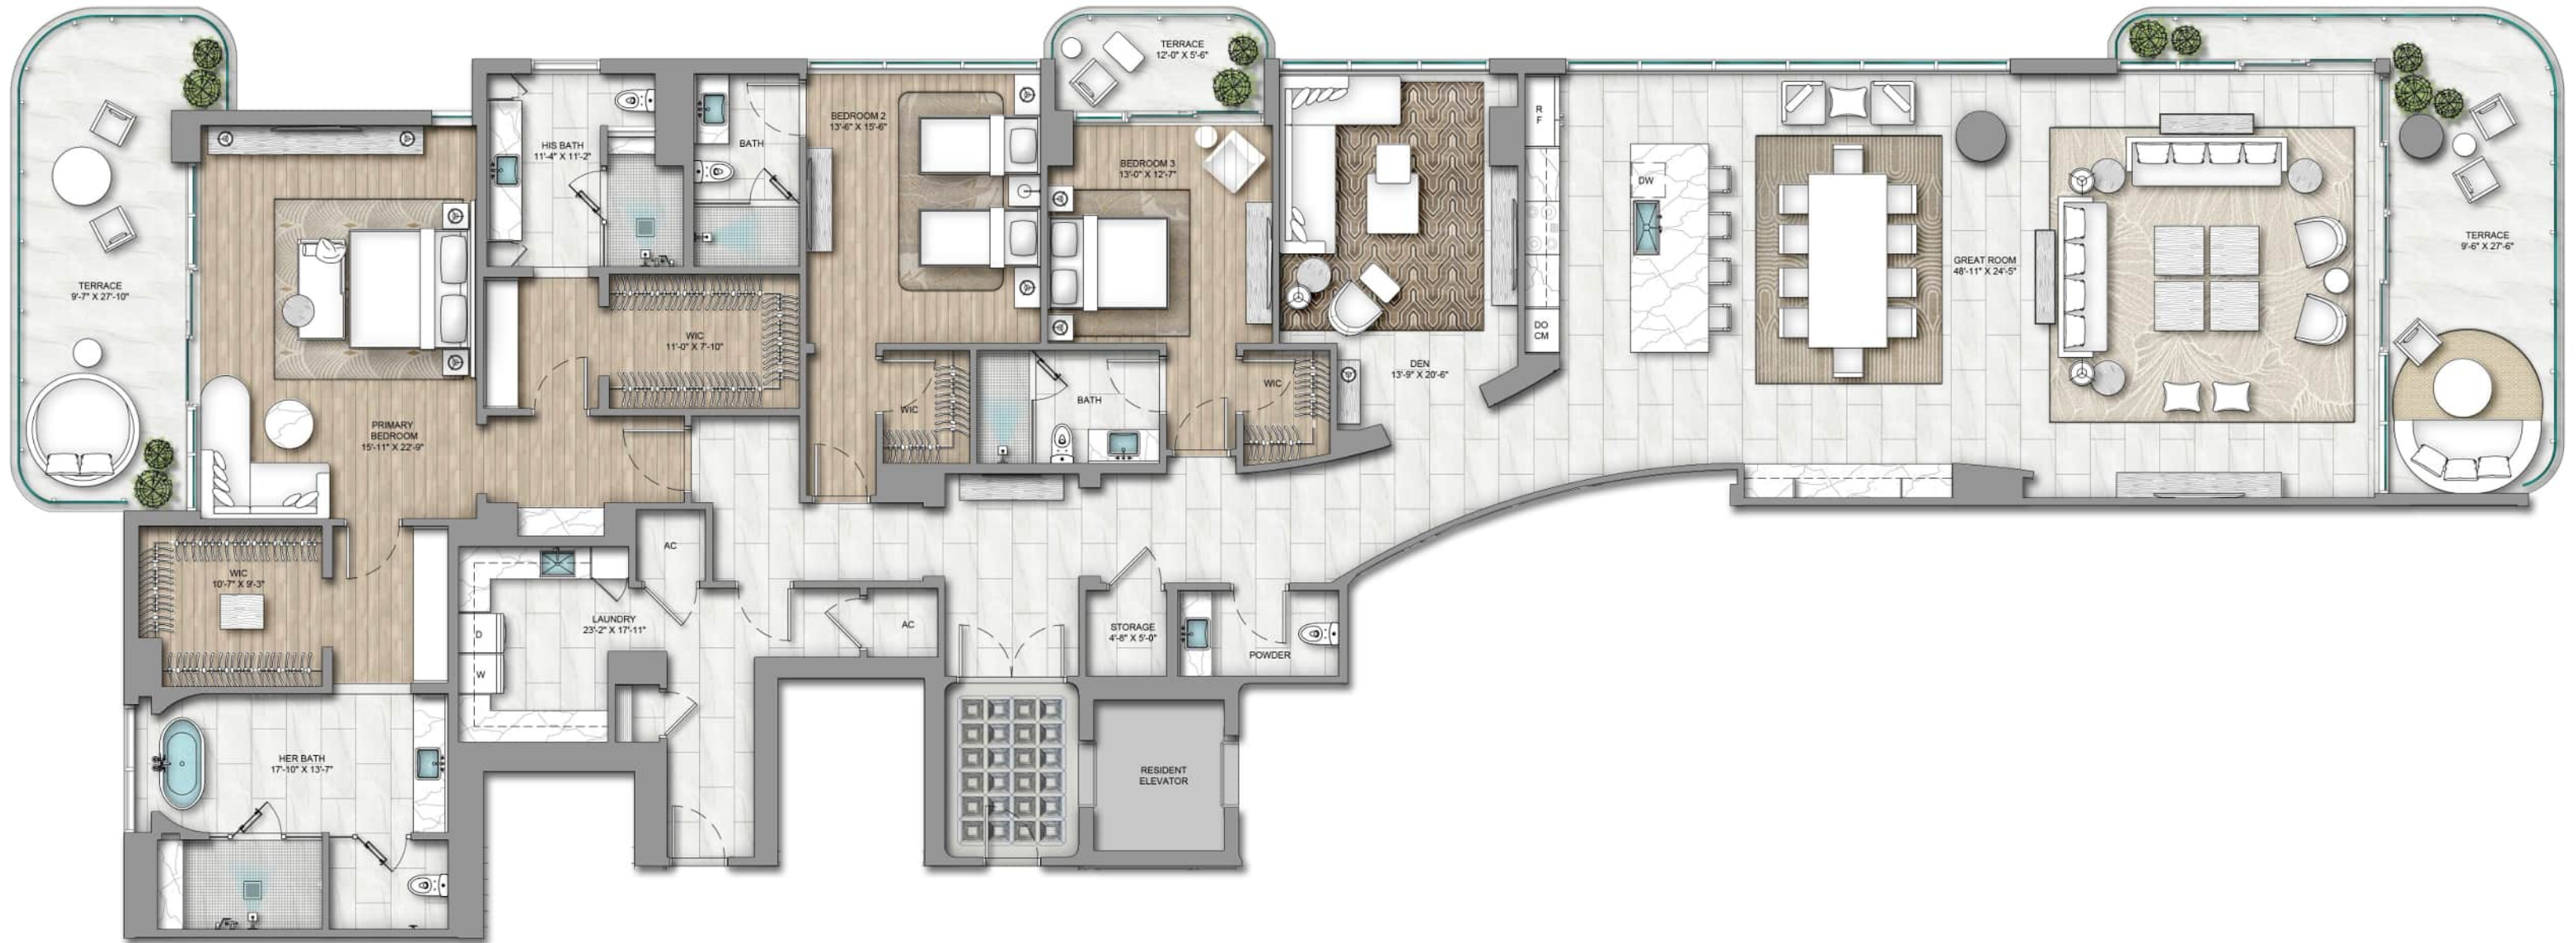 TERRACE
9'-7" X 27'-10"
PRIMARY
BEDROOM
15'-11" X 22'-9"
HIS BATH
11'-4" X 11'-2"
BATH
WIC
11'-0" X 7'-10"
BEDROOM 2
13'-6" X 15'-6"
WIC
TERRACE
12'-0" X 5'-6"
BEDROOM 3
13'-0" X 12'-7"
BATH
WIC
DEN
13'-9" X 20'-6"
R
F
DO
CM
DW
GREAT ROOM
48'-11" X 24'-5"
TERRACE
9'-6" X 27'-6"
WIC
10'-7" X 9'-3"
HER BATH
17'-10" X 13'-7"
AC
LAUNDRY
23'-2" X 17'-11"
D
W
AC
STORAGE
4'-8" X 5'-0"
POWDER
RESIDENT
ELEVATOR